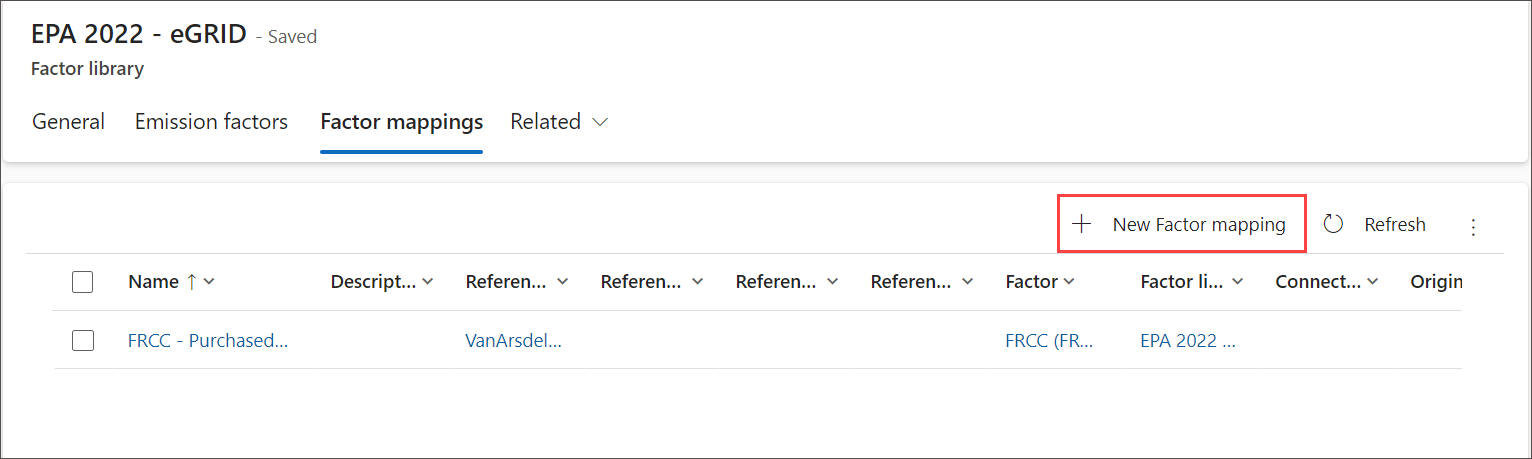 EPA 2022 - eGRID - Saved
Factor library
General Emission factors Factor mappings Related
New Factor mapping Refresh
Name Descript... Referen... Referen... Referen... Referen... Factor Factor li... Connect... Origin
FRCC - Purchased... VanArsdel... FRCC (FR... EPA 2022 ...